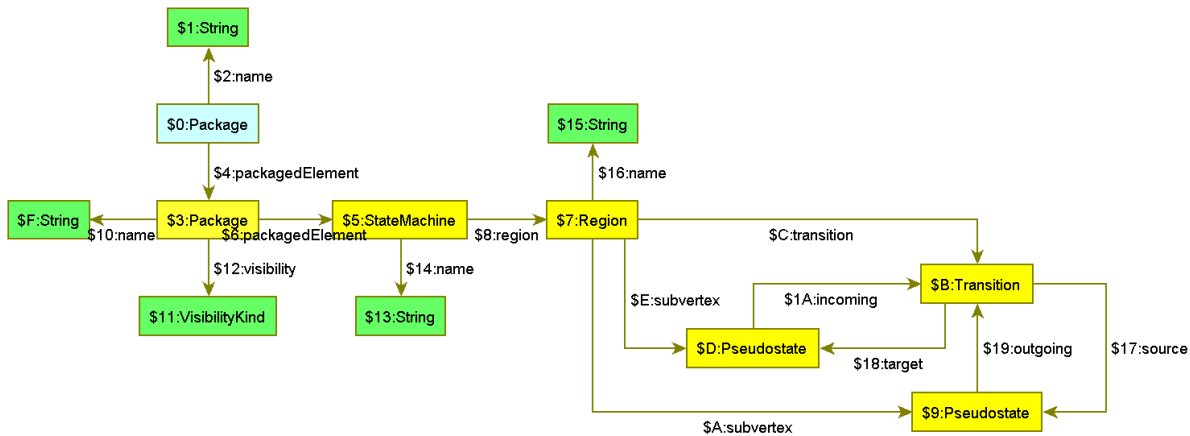 $1:String
$2:name
$0:Package
$15:String
$4:packagedElement
$16:name
$F:String
$3:Package
$5:StateMachine
$7:Region
$10:name
$6:packagedElement
$8:region
$C:transition
$12:visibility
$14:name
$B:Transition
$E:subvertex
$1A:incoming
$11:VisibilityKind
$13:String
$D:Pseudostate
$18:target
$19:outgoing
$17:source
$9:Pseudostate
$A:subvertex